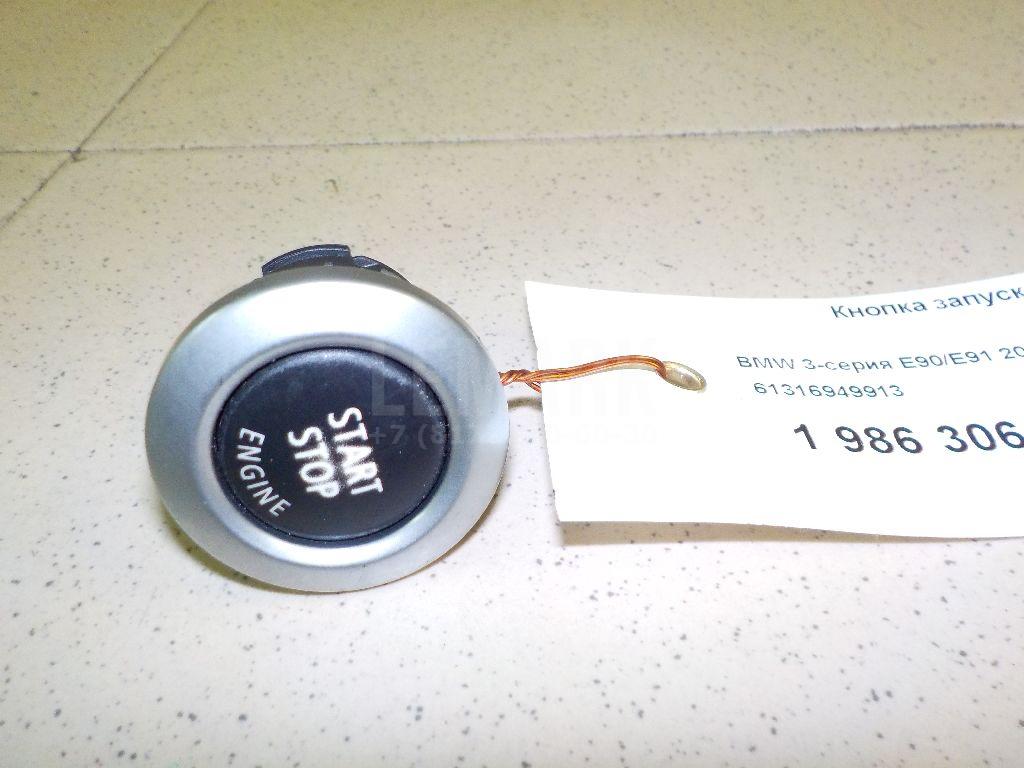 START
STOP
ENGINE
Кнопка запуск
BMW 3-серия E90/E91 20
61316949913
1 986 306